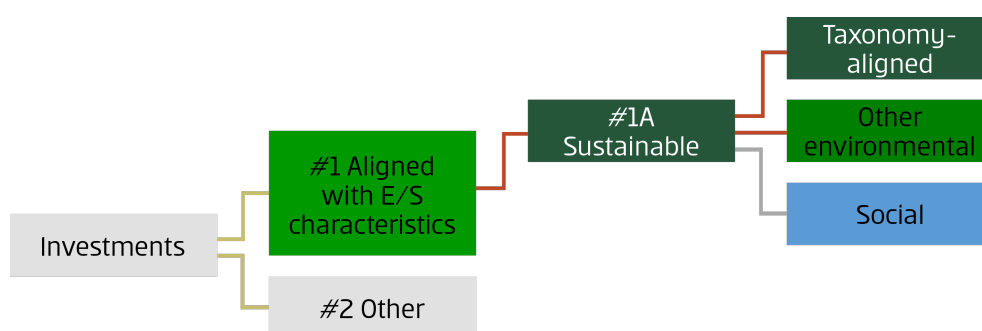 Investments
#1 Aligned
with E/S
characteristics
#2 Other
#1A
Sustainable
Taxonomy-
aligned
Other
environmental
Social